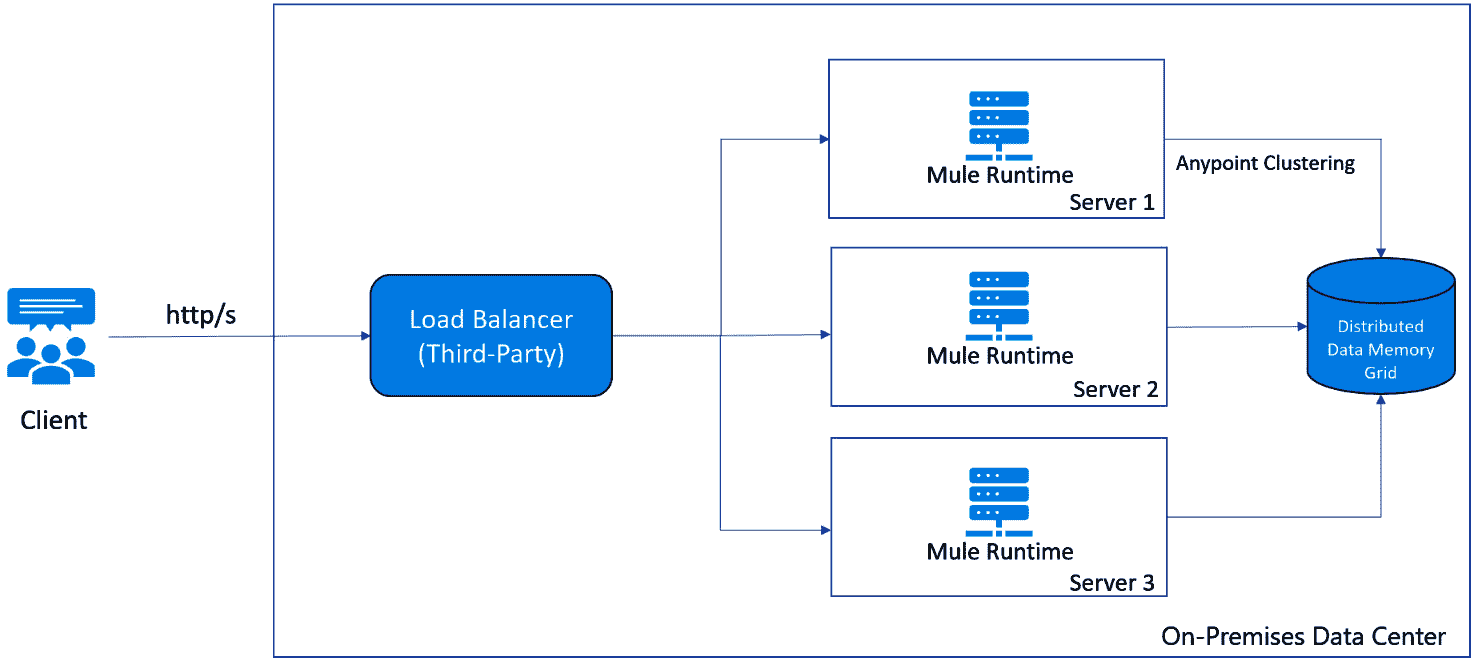 Client
http/s
Load Balancer
(Third-Party)
Mule Runtime
Server 1
Mule Runtime
Server 2
Mule Runtime
Server 3
Anypoint Clustering
Distributed
Data Memory
Grid
On-Premises Data Center